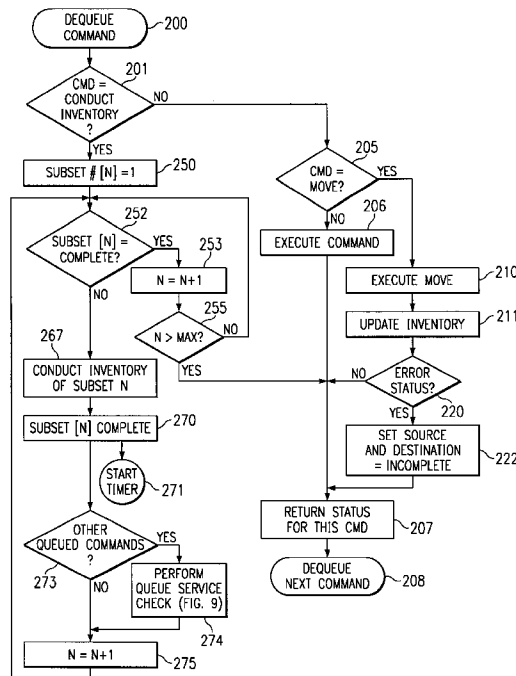 DEQUEUE
COMMAND
200
201
CMD =
CONDUCT
INVENTORY
?
NO
YES
SUBSET # [N] =1
250
252
SUBSET [N] =
COMPLETE?
YES
253
N = N+1
NO
255
N > MAX?
NO
YES
267
CONDUCT INVENTORY
OF SUBSET N
SUBSET [N] COMPLETE
270
START
TIMER
271
OTHER
QUEUED COMMANDS
?
YES
273
NO
PERFORM
QUEUE SERVICE
CHECK (FIG. 9)
274
N = N+1
275
205
CMD =
MOVE?
YES
206
NO
EXECUTE COMMAND
EXECUTE MOVE
210
UPDATE INVENTORY
211
NO
ERROR
STATUS?
220
YES
SET SOURCE
AND DESTINATION
= INCOMPLETE
222
RETURN STATUS
FOR THIS CMD
207
DEQUEUE
NEXT COMMAND
208